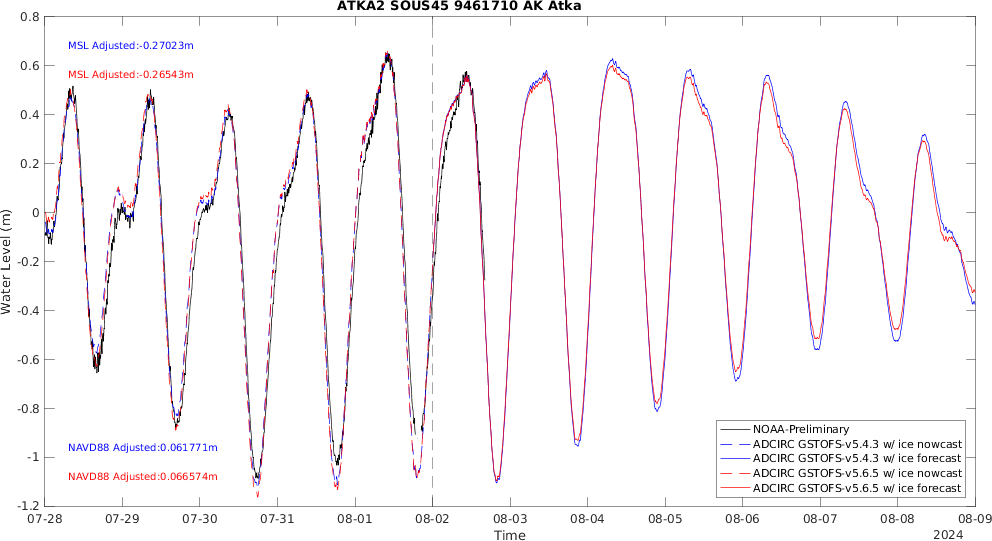 ATKA2 SOUS45 9461710 AK Atka
MSL Adjusted:-0.27023m
MSL Adjusted:-0.26543m
NAVD88 Adjusted:0.061771m
NAVD88 Adjusted:0.066574m
Water Level (m)
0.8
0.6
0.4
0.2
0
-0.2
-0.4
-0.6
-0.8
-1
-1.2
NOAA-Preliminary
ADCIRC GSTOFS-v5.4.3 w/ ice nowcast
ADCIRC GSTOFS-v5.4.3 w/ ice forecast
ADCIRC GSTOFS-v5.6.5 w/ ice nowcast
ADCIRC GSTOFS-v5.6.5 w/ ice forecast
07-28 07-29 07-30 07-31 08-01 08-02 08-03 08-04 08-05 08-06 08-07 08-08 08-09
Time
2024